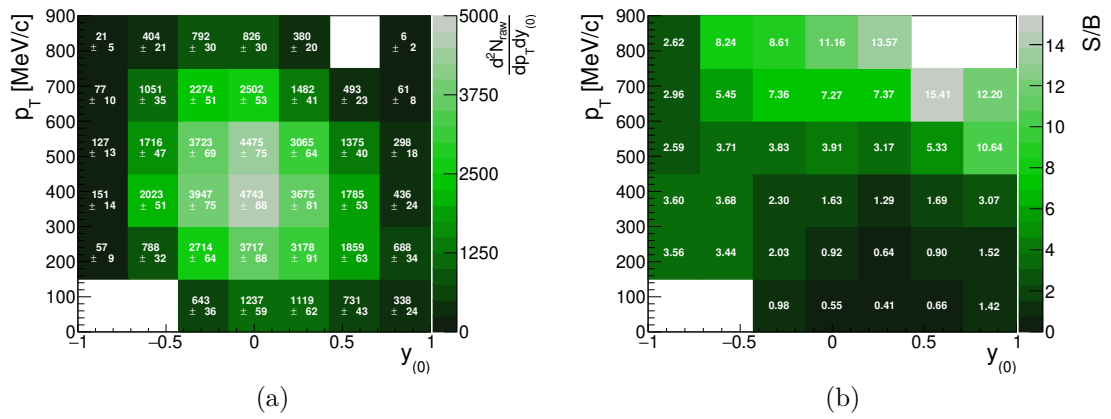 900
800
700
600
500
400
300
200
100
0
p_T [MeV/c]
21 404 792 826 380 6
± 5 ± 21 ± 30 ± 30 ± 20 ± 2
77 1051 2274 2502 1482 493 61
± 10 ± 35 ± 51 ± 53 ± 41 ± 23 ± 8
127 1716 3723 4475 3065 1375 298
± 13 ± 47 ± 69 ± 75 ± 64 ± 40 ± 18
151 2023 3947 4743 3675 1785 436
± 14 ± 51 ± 75 ± 88 ± 81 ± 53 ± 24
57 788 2714 3717 3178 1859 688
± 9 ± 32 ± 64 ± 88 ± 91 ± 63 ± 34
643 1237 1119 731 338
± 36 ± 59 ± 62 ± 43 ± 24
−1 −0.5 0 0.5 1
y_(0)
5000
3750
2500
1250
0
d²N_raw
dp_T dy_(0)
(a)
900
800
700
600
500
400
300
200
100
0
p_T [MeV/c]
2.62 8.24 8.61 11.16 13.57
2.96 5.45 7.36 7.27 7.37 15.41 12.20
2.59 3.71 3.83 3.91 3.17 5.33 10.64
3.60 3.68 2.30 1.63 1.29 1.69 3.07
3.56 3.44 2.03 0.92 0.64 0.90 1.52
0.98 0.55 0.41 0.66 1.42
−1 −0.5 0 0.5 1
y_(0)
14
12
10
8
6
4
2
0
S/B
(b)